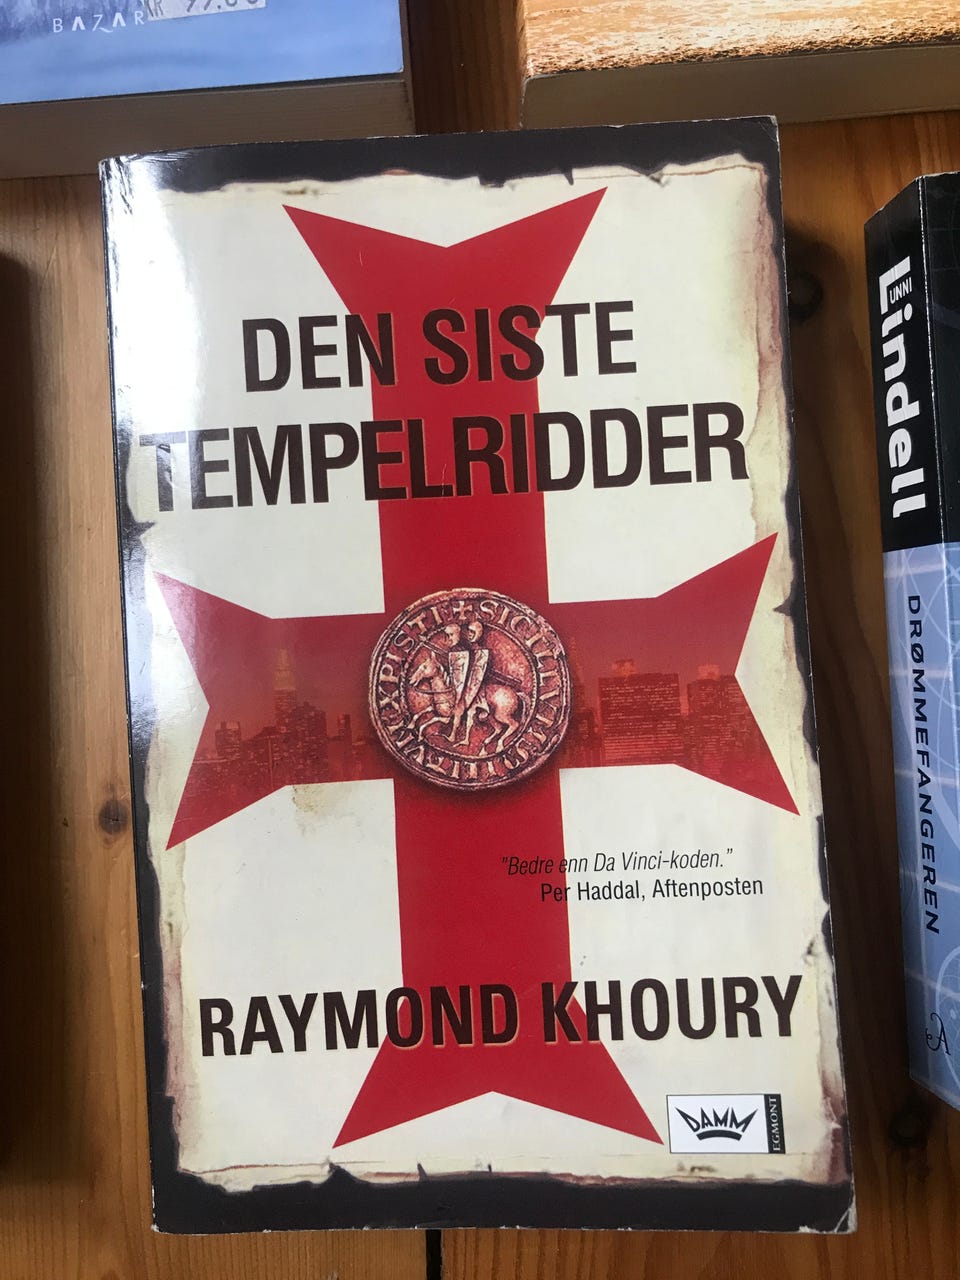 BAZAR
KR
DEN SISTE
TEMPELRIDDER
"Bedre enn Da Vinci-koden."
Per Haddal, Aftenposten
RAYMOND KHOURY
DAMM
EGMONT
UNNI
Lindell
DRØMMEFANGEREN
A